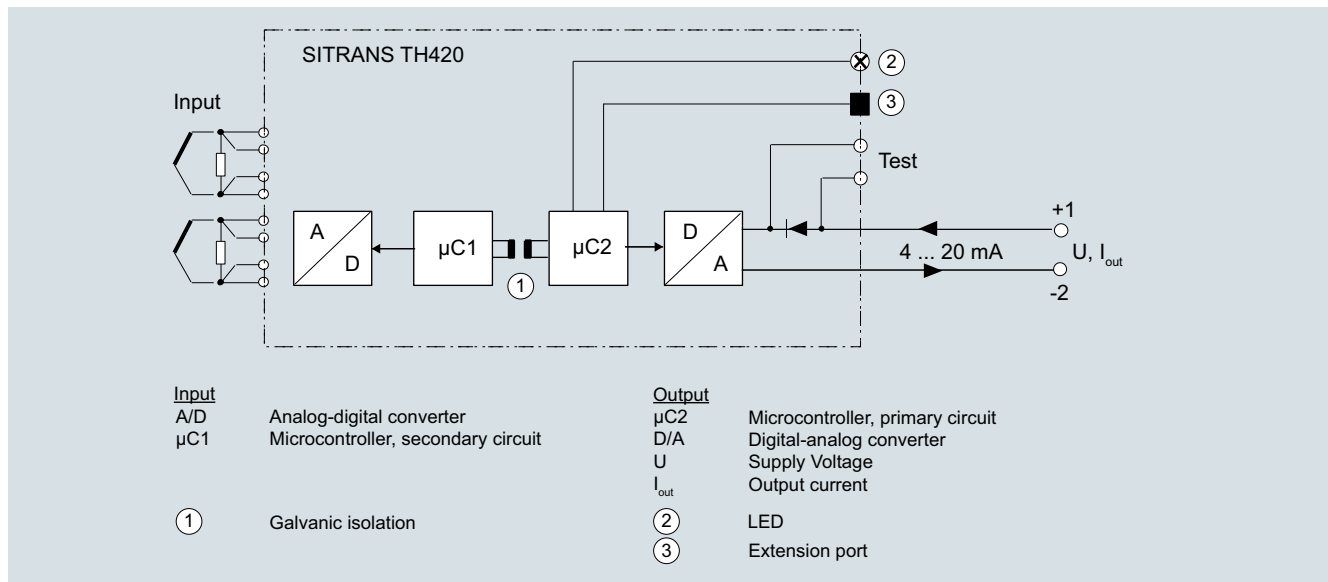 SITRANS TH420
Input
2
3
Test
A
D
µC1
µC2
D
A
1
+1
4 ... 20 mA
U, Iout
-2
Input
A/D Analog-digital converter
µC1 Microcontroller, secondary circuit
1 Galvanic isolation
Output
µC2 Microcontroller, primary circuit
D/A Digital-analog converter
U Supply Voltage
Iout Output current
2 LED
3 Extension port